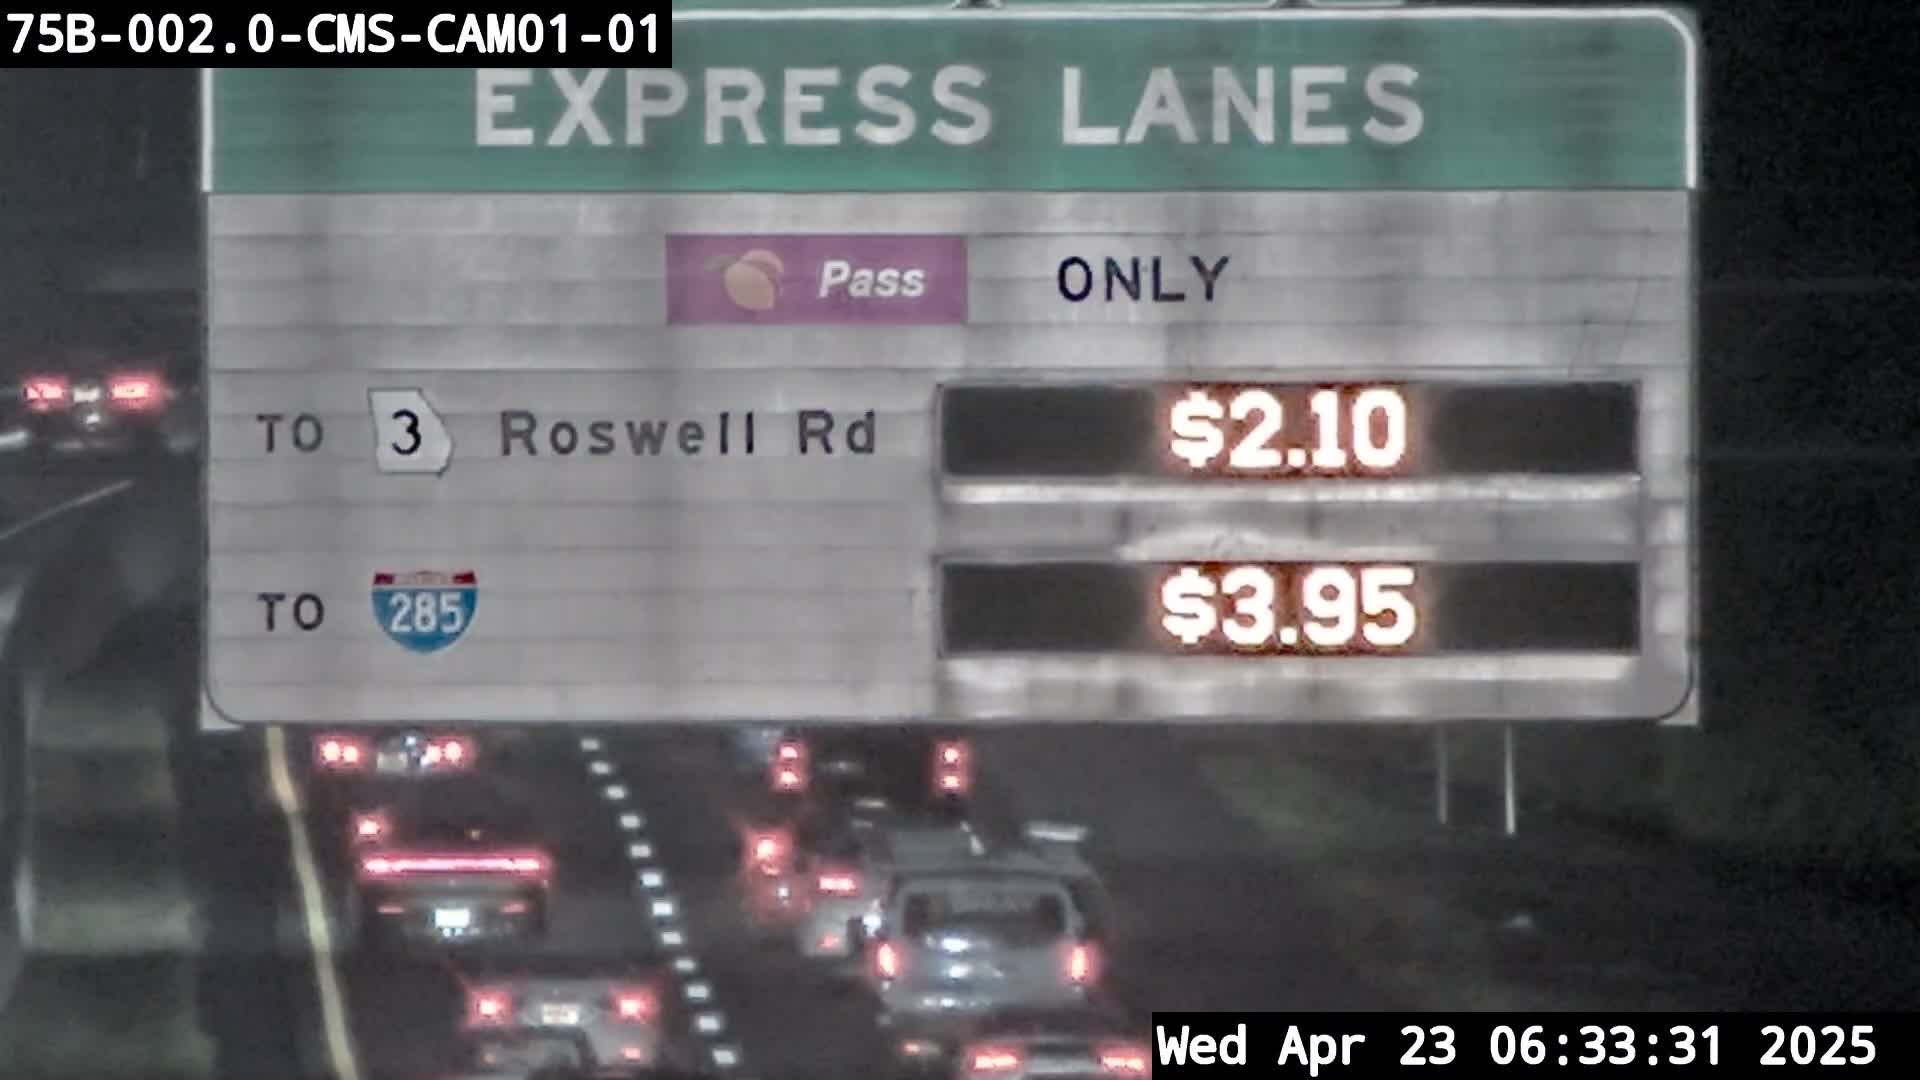 75B-002.0-CMS-CAM01-01
EXPRESS LANES
Pass ONLY
TO 3 Roswell Rd $2.10
TO 285 $3.95
Wed Apr 23 06:33:31 2025